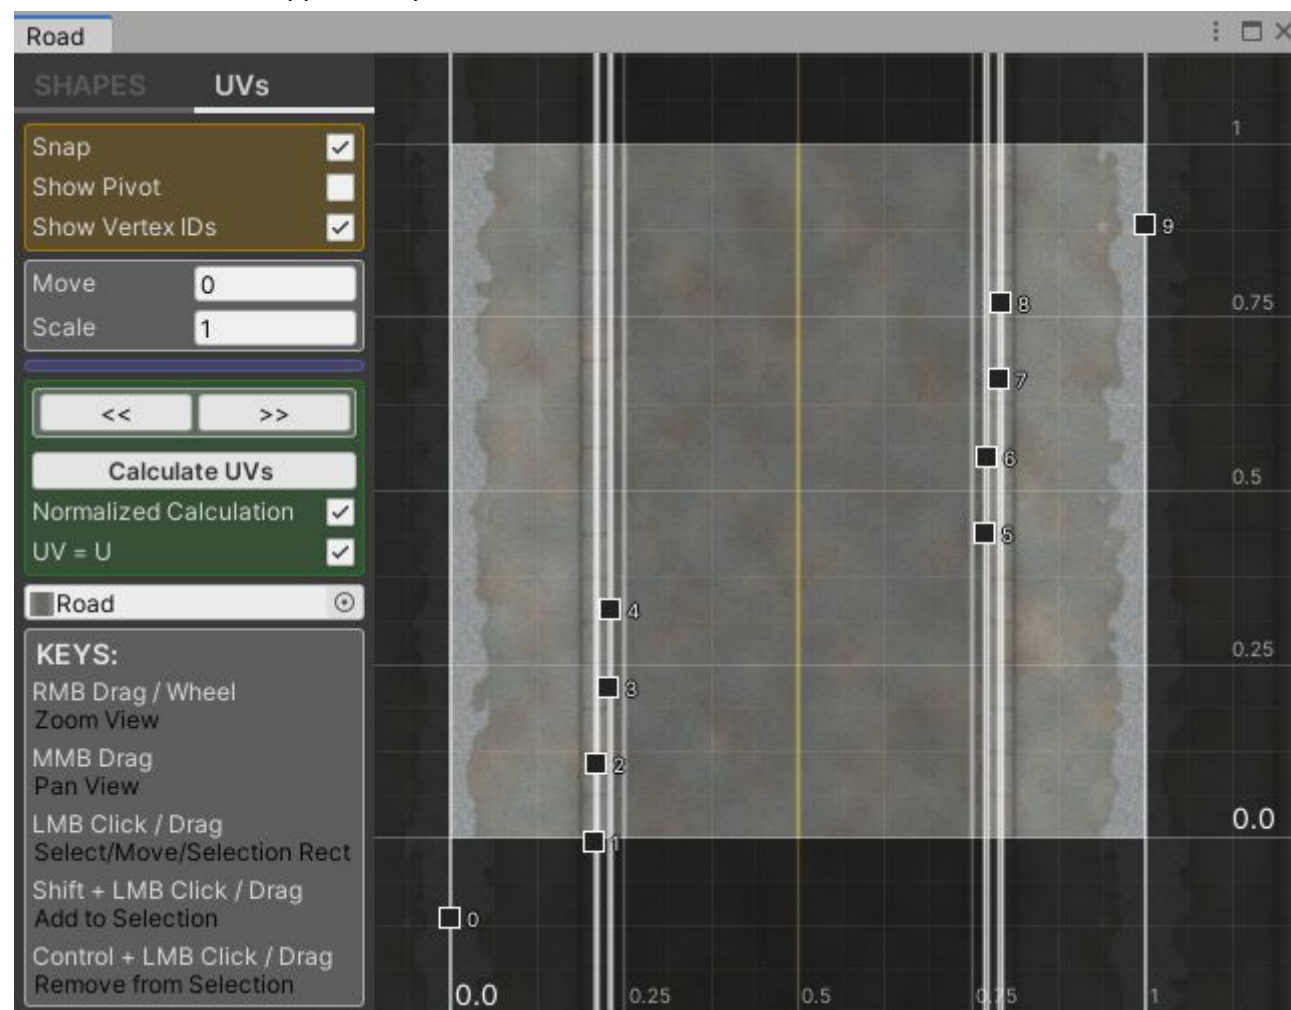 Road
SHAPES UVs
Snap
Show Pivot
Show Vertex IDs
Move 0
Scale 1
<< >>
Calculate UVs
Normalized Calculation
UV = U
Road
KEYS:
RMB Drag / Wheel
Zoom View
MMB Drag
Pan View
LMB Click / Drag
Select/Move/Selection Rect
Shift + LMB Click / Drag
Add to Selection
Control + LMB Click / Drag
Remove from Selection
1
9
8
0.75
7
6
0.5
5
4
0.25
3
2
0.0
1
0
0.0 0.25 0.5 0.75 1